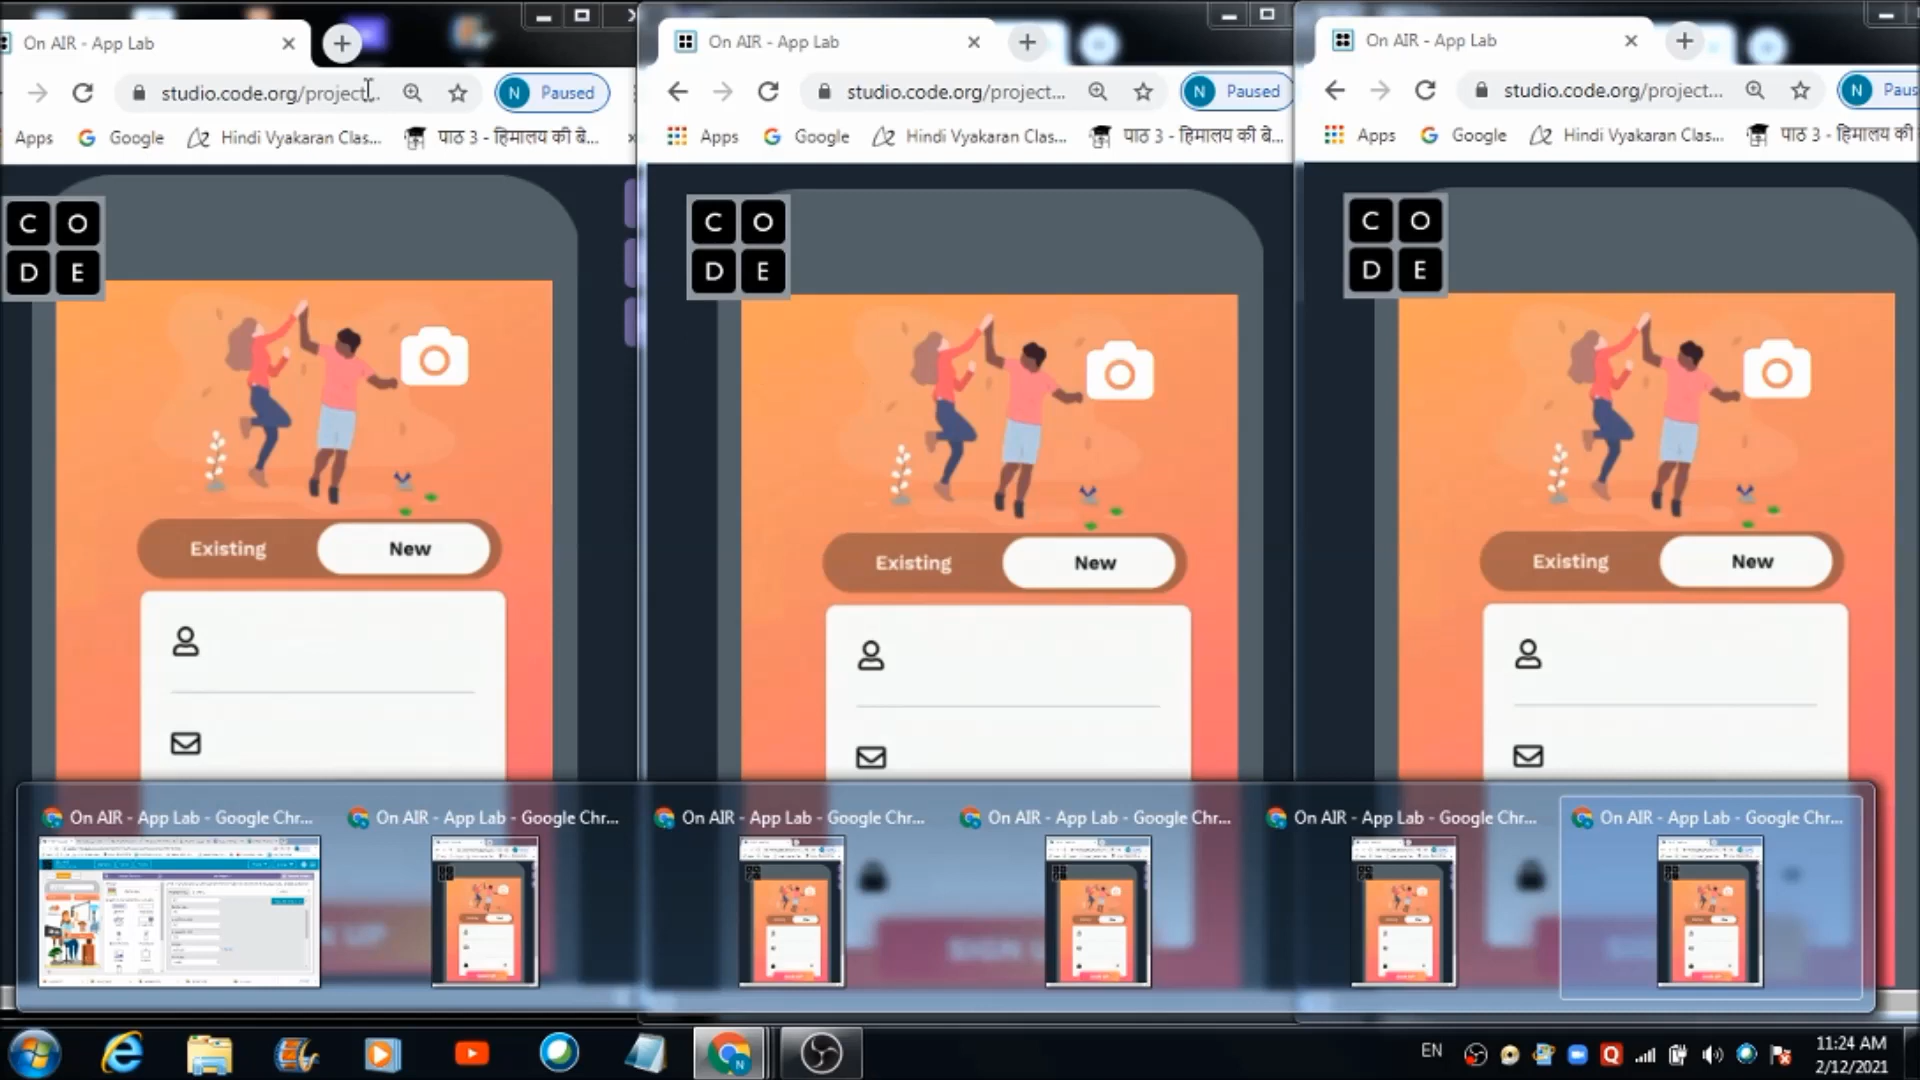 On AIR - App Lab
On AIR - App Lab
On AIR - App Lab
studio.code.org/project...
N Paused
studio.code.org/project...
N Paused
studio.code.org/project...
N Paus
Apps
Google
Hindi Vyakaran Clas...
पाठ 3 - हिमालय की बे...
Apps
Google
Hindi Vyakaran Clas...
पाठ 3 - हिमालय की बे...
Apps
Google
Hindi Vyakaran Clas...
पाठ 3 - हिमालय की
C O
D E
C O
D E
C O
D E
Existing New
Existing New
Existing New
On AIR - App Lab - Google Chr...
On AIR - App Lab - Google Chr...
On AIR - App Lab - Google Chr...
On AIR - App Lab - Google Chr...
On AIR - App Lab - Google Chr...
On AIR - App Lab - Google Chr...
EN
11:24 AM
2/12/2021